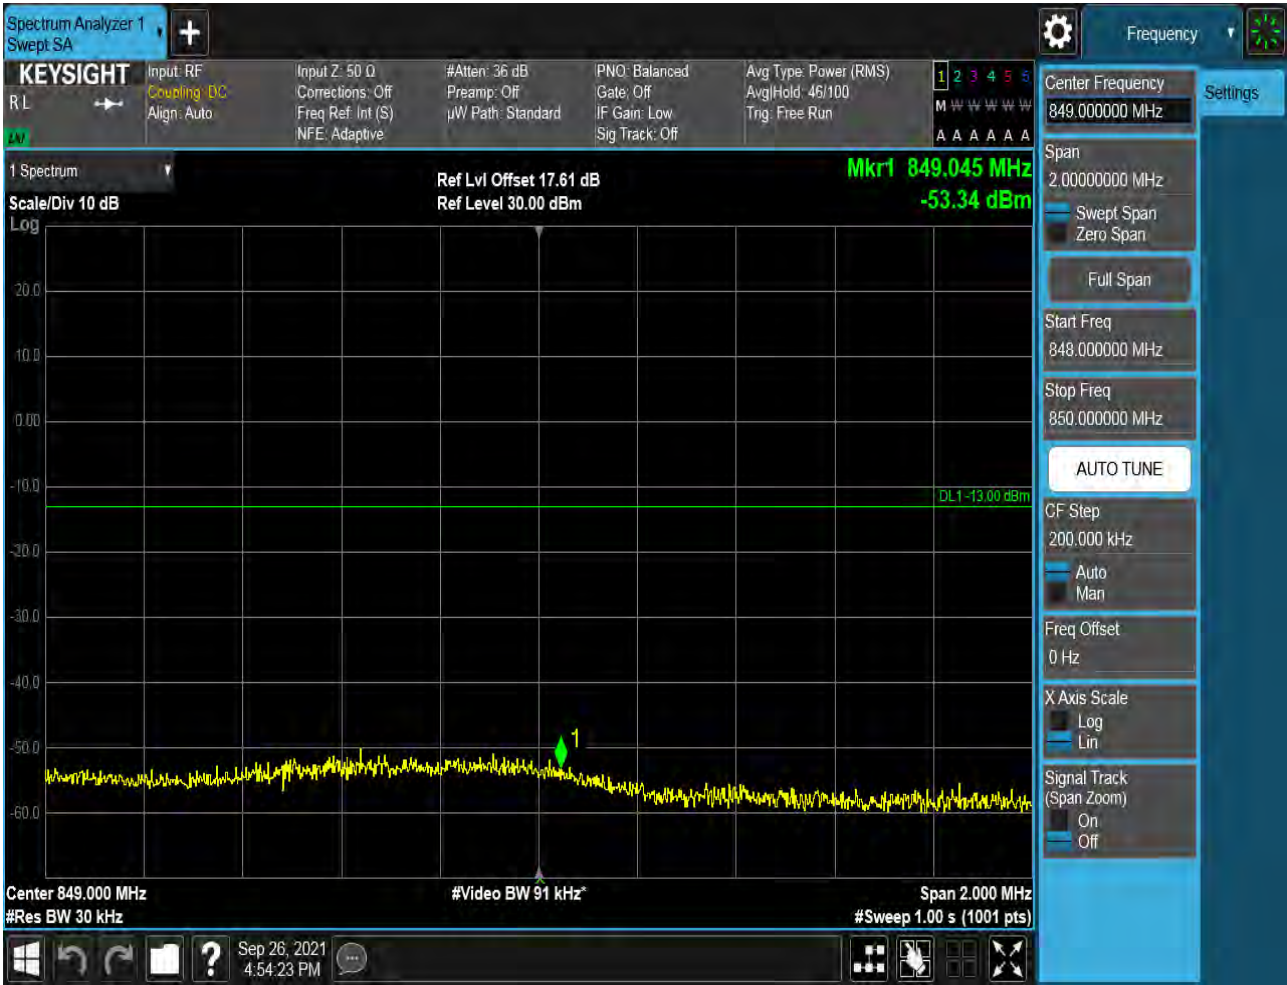 Spectrum Analyzer 1
Swept SA
Frequency
KEYSIGHT
R L
LXI
Input: RF
Coupling: DC
Align: Auto
Input Z: 50 Ω
Corrections: Off
Freq Ref: Int (S)
NFE: Adaptive
#Atten: 36 dB
Preamp: Off
µW Path: Standard
PNO: Balanced
Gate: Off
IF Gain: Low
Sig Track: Off
Avg Type: Power (RMS)
Avg|Hold: 46/100
Trig: Free Run
1 2 3 4 5 6
M W W W W W
A A A A A A
1 Spectrum
Scale/Div 10 dB
Log
Ref Lvl Offset 17.61 dB
Ref Level 30.00 dBm
Mkr1 849.045 MHz
-53.34 dBm
20.0
10.0
0.00
-10.0
DL1 -13.00 dBm
-20.0
-30.0
-40.0
1
-50.0
-60.0
Center 849.000 MHz
#Res BW 30 kHz
#Video BW 91 kHz*
Span 2.000 MHz
#Sweep 1.00 s (1001 pts)
Center Frequency
849.000000 MHz
Settings
Span
2.00000000 MHz
Swept Span
Zero Span
Full Span
Start Freq
848.000000 MHz
Stop Freq
850.000000 MHz
AUTO TUNE
CF Step
200.000 kHz
Auto
Man
Freq Offset
0 Hz
X Axis Scale
Log
Lin
Signal Track
(Span Zoom)
On
Off
?
Sep 26, 2021
4:54:23 PM